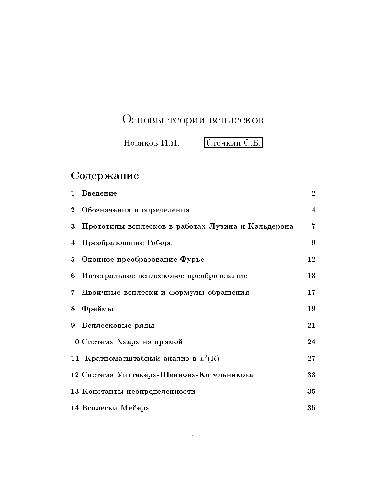 Основы теории всплесков
Новиков И.Я. Стечкин С.Б.
Содержание
1 Введение 2
2 Обозначения и определения 4
3 Прототипы всплесков в работах Лузина и Кальдерона 7
4 Преобразование Габора 9
5 Оконное преобразование Фурье 12
6 Интегральное всплесковое преобразование 13
7 Двоичные всплески и формулы обращения 17
8 Фреймы 19
9 Всплесковые ряды 21
10 Система Хаара на прямой 24
11 Кратномасштабный анализ в L²(R) 27
12 Система Уиттекера-Шеннона-Котельникова 33
13 Константы неопределенности 35
14 Всплески Мейера 36